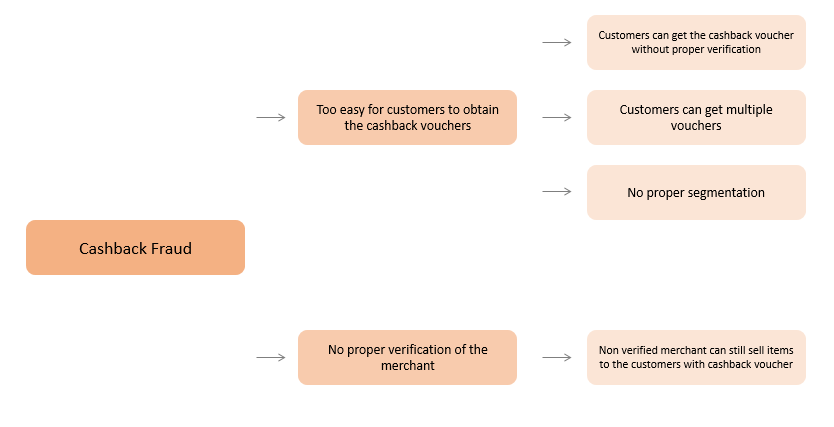 Customers can get the cashback voucher
without proper verification
Too easy for customers to obtain
the cashback vouchers
Customers can get multiple
vouchers
No proper segmentation
Cashback Fraud
No proper verification of the
merchant
Non verified merchant can still sell items
to the customers with cashback voucher